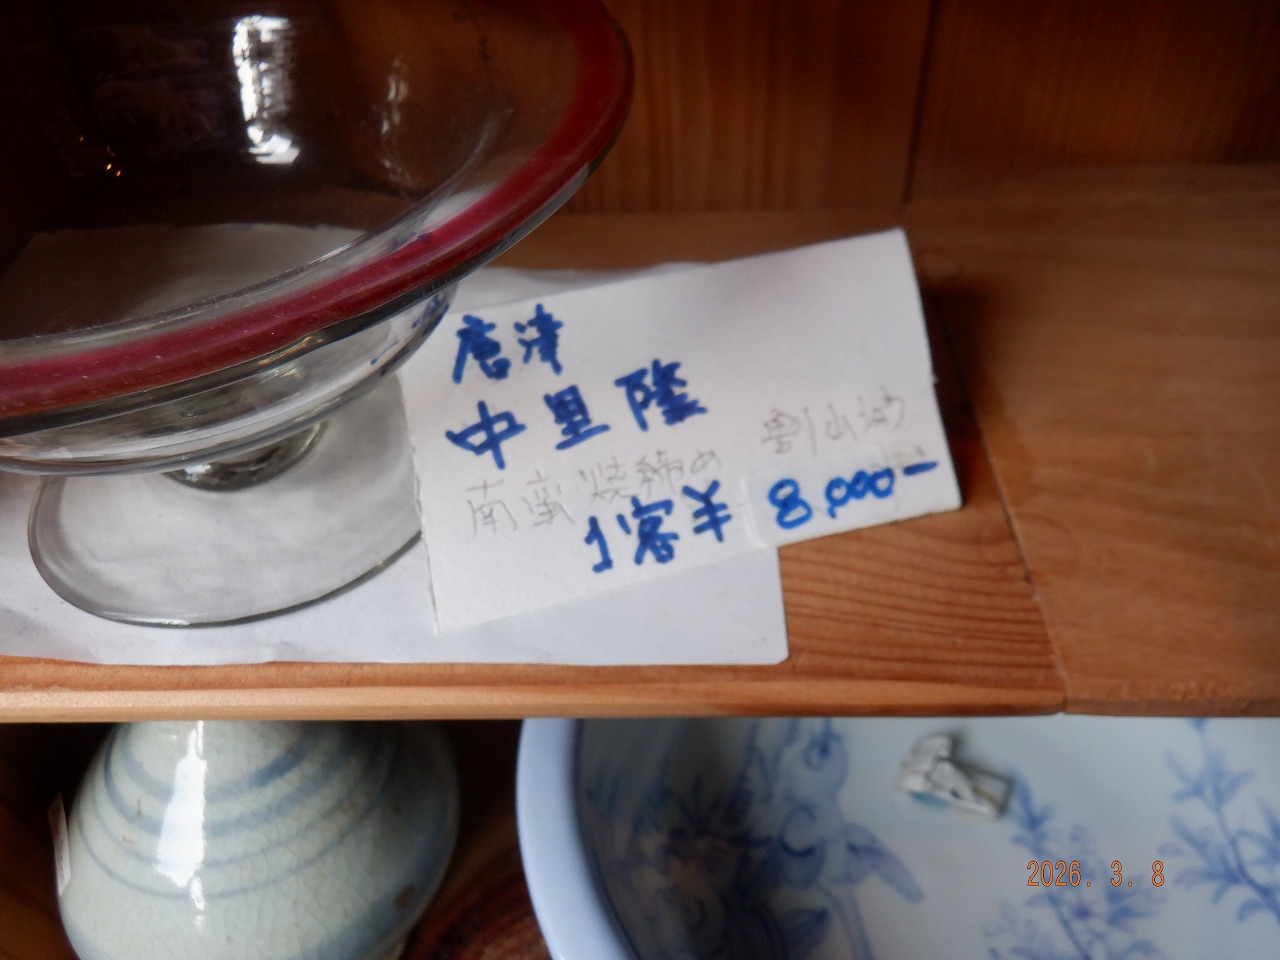 唐津
中里隆
南蛮焼締め 割山椒
1客¥ 8,000−
2026. 3. 8